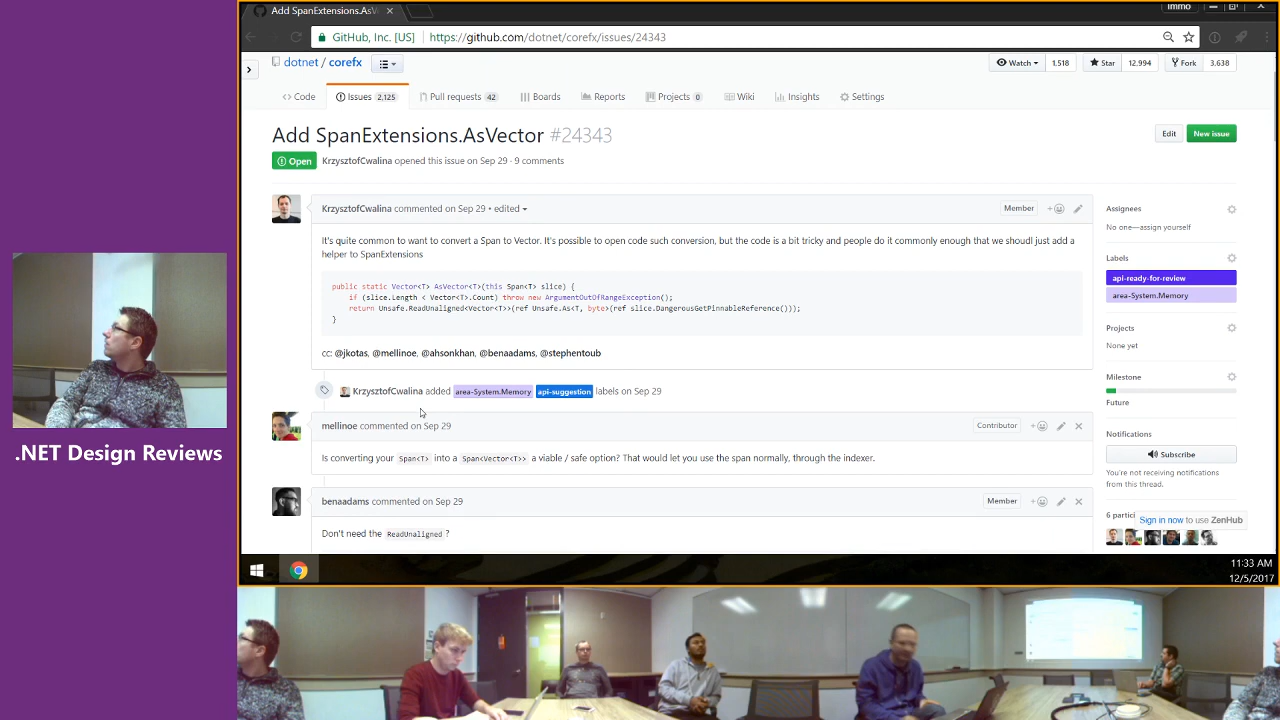 Add SpanExtensions.AsV
Immo
GitHub, Inc. [US]
https://github.com/dotnet/corefx/issues/24343
dotnet / corefx
Watch 1,518
Star 12,994
Fork 3,638
Code
Issues 2,125
Pull requests 42
Boards
Reports
Projects 0
Wiki
Insights
Settings
Add SpanExtensions.AsVector #24343
Edit
New issue
Open
KrzysztofCwalina opened this issue on Sep 29 · 9 comments
KrzysztofCwalina commented on Sep 29 • edited
Member
It's quite common to want to convert a Span to Vector. It's possible to open code such conversion, but the code is a bit tricky and people do it commonly enough that we shoudl just add a
helper to SpanExtensions
public static Vector<T> AsVector<T>(this Span<T> slice) {
if (slice.Length < Vector<T>.Count) throw new ArgumentOutOfRangeException();
return Unsafe.ReadUnaligned<Vector<T>>(ref Unsafe.As<T, byte>(ref slice.DangerousGetPinnableReference()));
}
cc: @jkotas, @mellinoe, @ahsonkhan, @benaadams, @stephentoub
KrzysztofCwalina added area-System.Memory api-suggestion labels on Sep 29
mellinoe commented on Sep 29
Contributor
Is converting your Span<T> into a Span<Vector<T>> a viable / safe option? That would let you use the span normally, through the indexer.
benaadams commented on Sep 29
Member
Don't need the ReadUnaligned ?
Assignees
No one—assign yourself
Labels
api-ready-for-review
area-System.Memory
Projects
None yet
Milestone
Future
Notifications
Subscribe
You're not receiving notifications
from this thread.
6 partici
Sign in now to use ZenHub
11:33 AM
12/5/2017
.NET Design Reviews